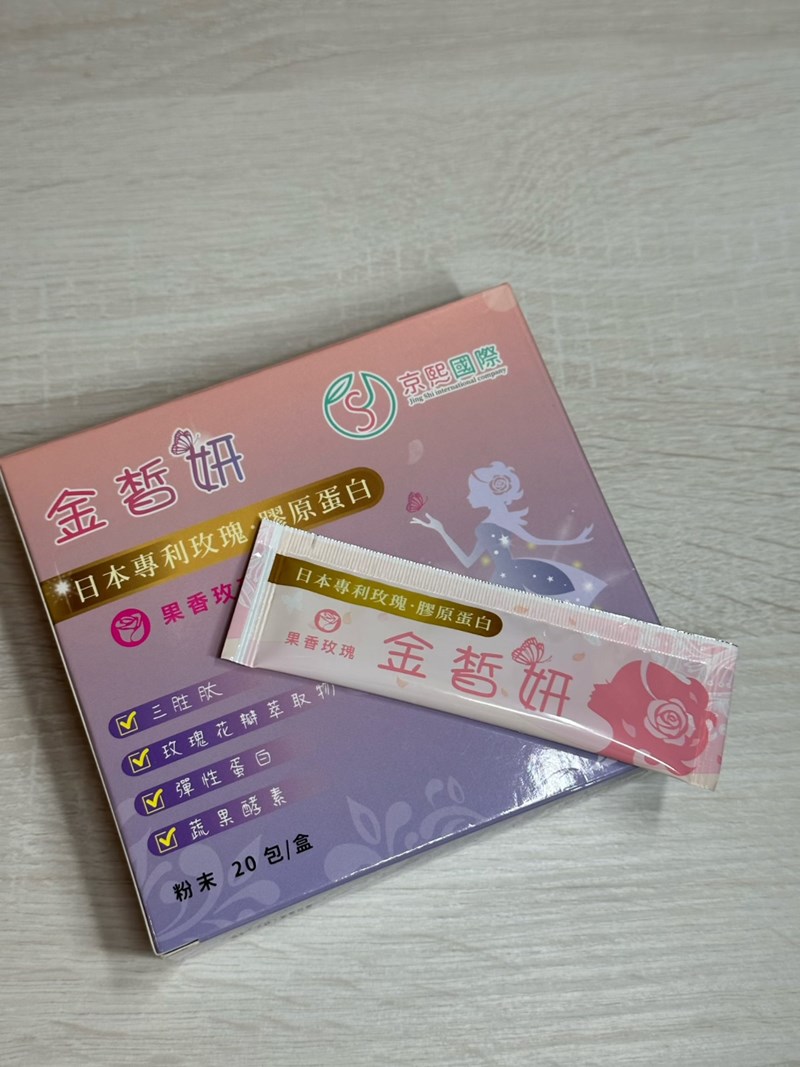 京熙國際
Jing Shi international company
金皙妍
日本專利玫瑰·膠原蛋白
果香玫
三胜肽
玫瑰花瓣萃取物
彈性蛋白
蔬果酵素
粉末 20包/盒
日本專利玫瑰·膠原蛋白
果香玫瑰
金皙妍